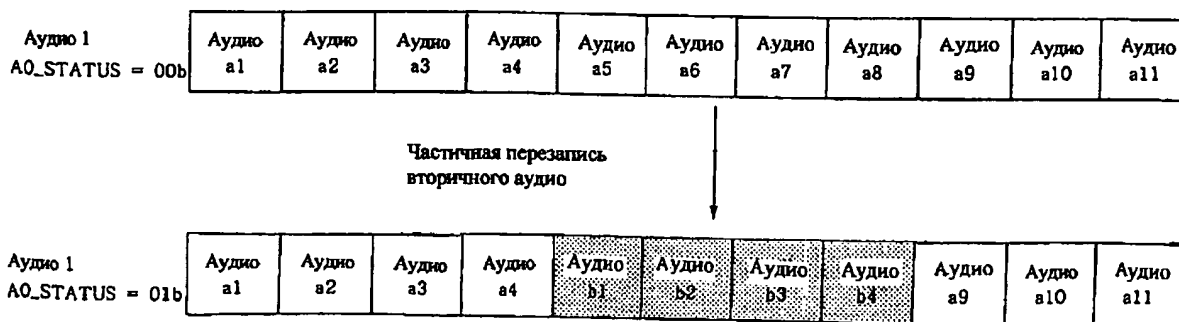 Аудио 1
A0_STATUS = 00b
Аудио a1
Аудио a2
Аудио a3
Аудио a4
Аудио a5
Аудио a6
Аудио a7
Аудио a8
Аудио a9
Аудио a10
Аудио a11
Частичная перезапись
вторичного аудио
Аудио 1
A0_STATUS = 01b
Аудио a1
Аудио a2
Аудио a3
Аудио a4
Аудио b1
Аудио b2
Аудио b3
Аудио b4
Аудио a9
Аудио a10
Аудио a11